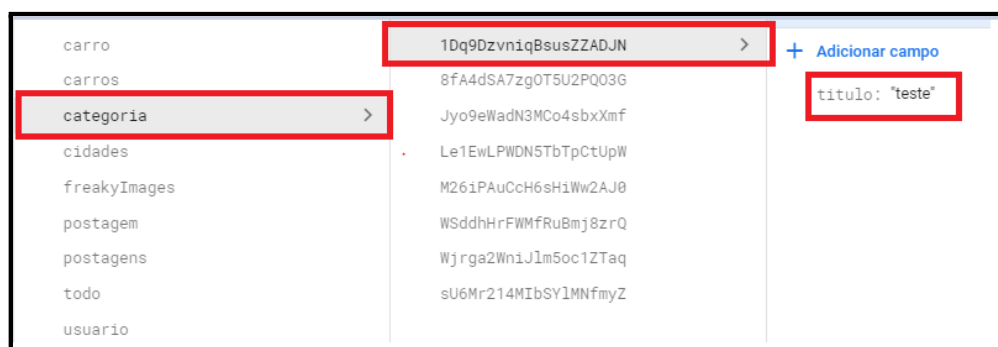 carro
carros
categoria
cidades
freakyImages
postagem
postagens
todo
usuario
1Dq9DzvniqBsusZZADJN
8fA4dSA7zgOT5U2PQO3G
Jyo9eWadN3MCo4sbxXmf
Le1EwLPWDN5TbTpCtUpW
M26iPAuCcH6sHiWw2AJ0
WSddhHrFWMfRuBmj8zrQ
Wjrga2WniJlm5oc1ZTaq
sU6Mr214MIbSYlMNfmyZ
+ Adicionar campo
titulo: "teste"